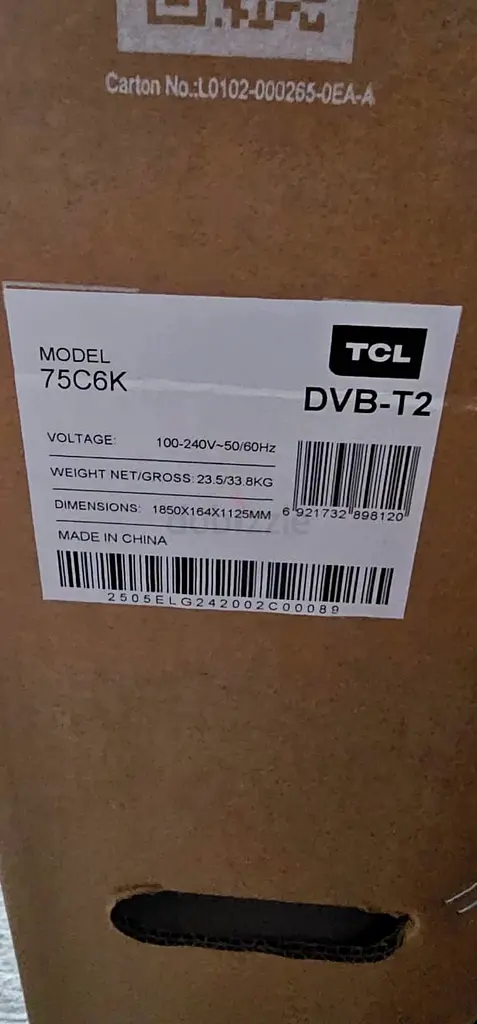 Carton No.:L0102-000265-0EA-A
TCL
MODEL
75C6K
DVB-T2
VOLTAGE: 100-240V~50/60Hz
WEIGHT NET/GROSS: 23.5/33.8KG
DIMENSIONS: 1850X164X1125MM
6 921732 898120
MADE IN CHINA
dubizzle
2505ELG242002C00089